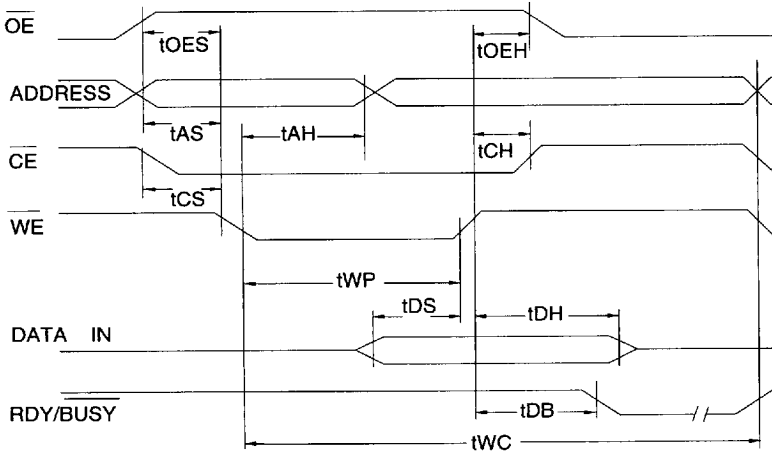 OE
tOES
tOEH
ADDRESS
tAS
tAH
tCH
CE
tCS
WE
tWP
tDS
tDH
DATA IN
RDY/BUSY
tDB
tWC